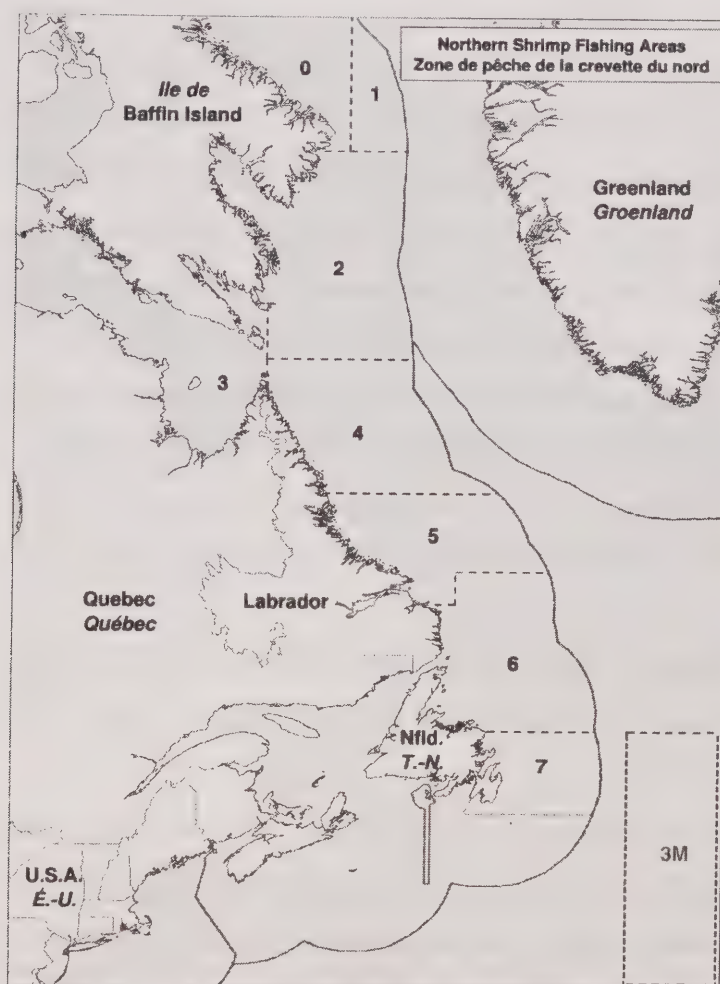 Northern Shrimp Fishing Areas
Zone de pêche de la crevette du nord
0
1
Ile de
Baffin Island
Greenland
Groenland
2
3
4
5
Quebec
Québec
Labrador
6
Nfld.
T.-N.
7
3M
U.S.A.
É.-U.